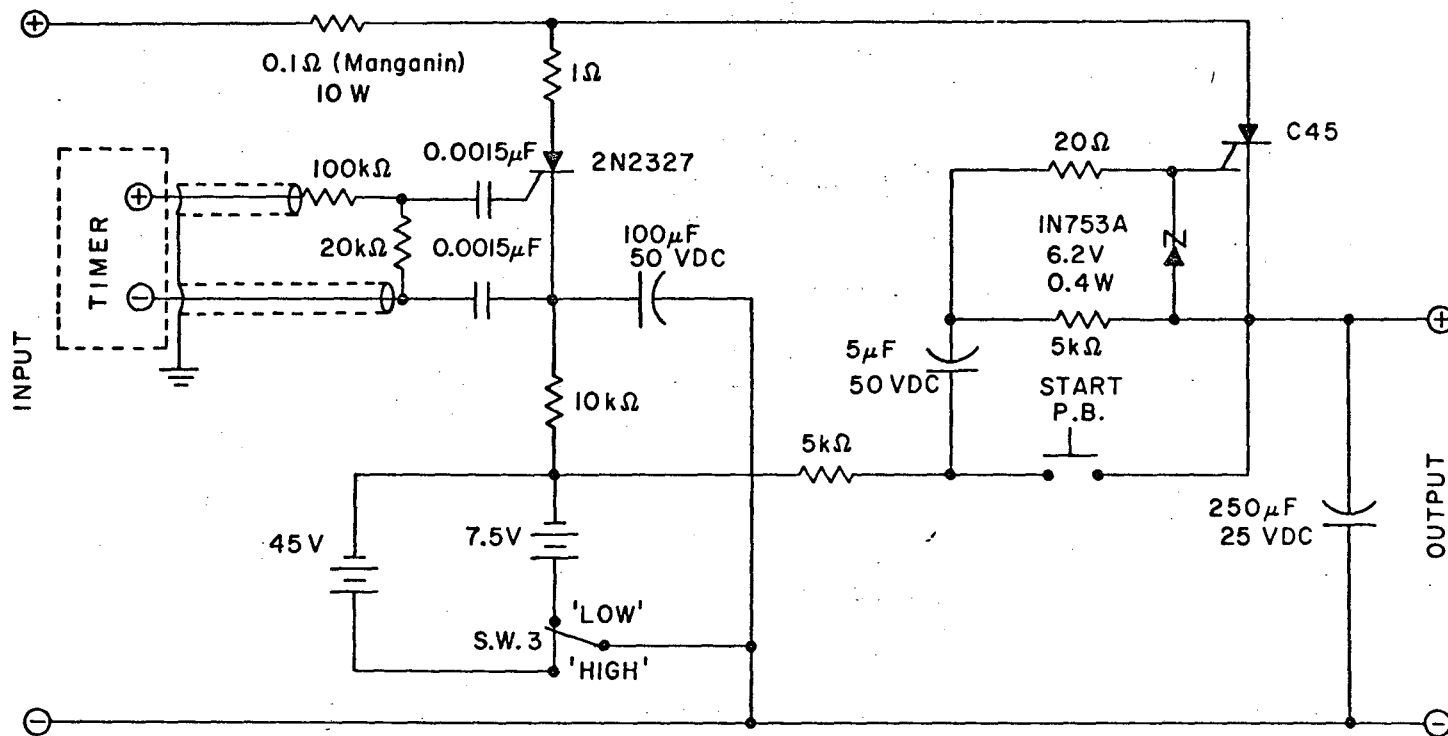 +
0.1Ω (Manganin)
10 W
1Ω
C45
20Ω
0.0015μF
2N2327
100kΩ
+
TIMER
20kΩ
0.0015μF
100μF
50 VDC
1N753A
6.2V
0.4W
−
+
INPUT
5kΩ
5μF
50 VDC
START
P.B.
10kΩ
5kΩ
OUTPUT
45V
7.5V
250μF
25 VDC
'LOW'
S.W. 3
'HIGH'
−
−